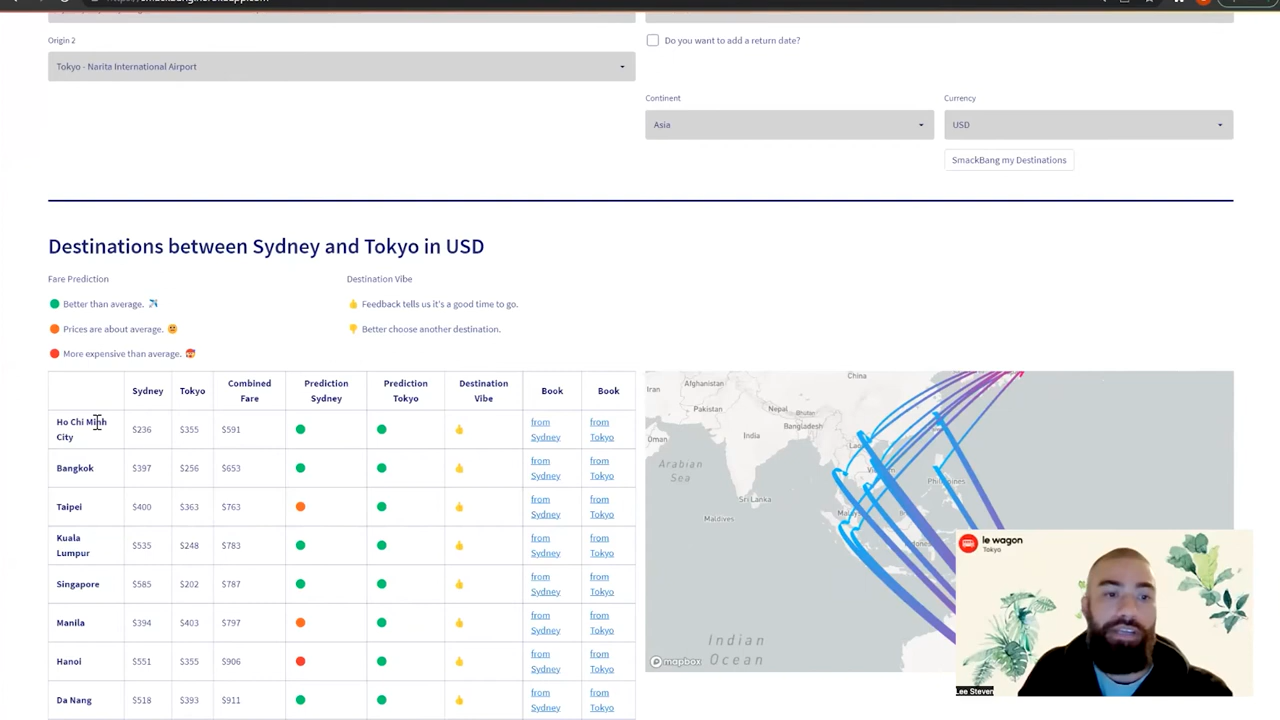 Origin 2
Tokyo - Narita International Airport
Do you want to add a return date?
Continent
Currency
Asia
USD
SmackBang my Destinations
Destinations between Sydney and Tokyo in USD
Fare Prediction
Destination Vibe
Better than average.
Feedback tells us it's a good time to go.
Prices are about average.
Better choose another destination.
More expensive than average.
Sydney Tokyo Combined Fare Prediction Sydney Prediction Tokyo Destination Vibe Book Book
Ho Chi Minh City $236 $355 $591 from Sydney from Tokyo
Bangkok $397 $256 $653 from Sydney from Tokyo
Taipei $400 $363 $763 from Sydney from Tokyo
Kuala Lumpur $535 $248 $783 from Sydney from Tokyo
Singapore $585 $202 $787 from Sydney from Tokyo
Manila $394 $403 $797 from Sydney from Tokyo
Hanoi $551 $355 $906 from Sydney from Tokyo
Da Nang $518 $393 $911 from Sydney from Tokyo
China
Iran
Afghanistan
Pakistan
Nepal
Bhutan
Bangladesh
Oman
India
Arabian Sea
Sri Lanka
Maldives
Indian Ocean
mapbox
le wagon
Tokyo
Lee Steven